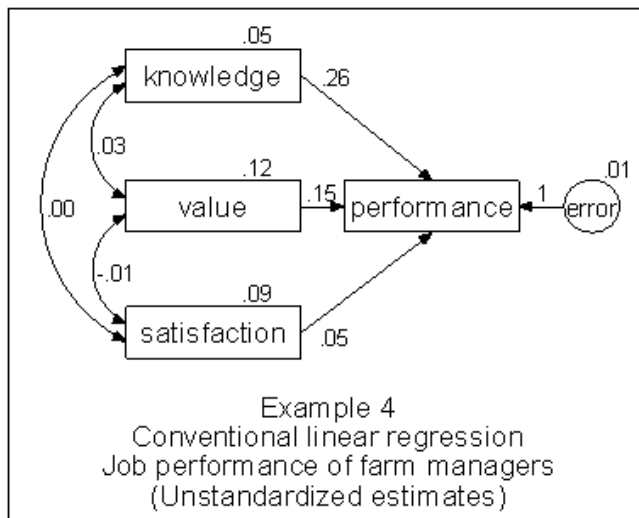 .05
knowledge
.26
.03
.12
.01
.00
value
.15
performance
1
error
-.01
.09
satisfaction
.05
Example 4
Conventional linear regression
Job performance of farm managers
(Unstandardized estimates)